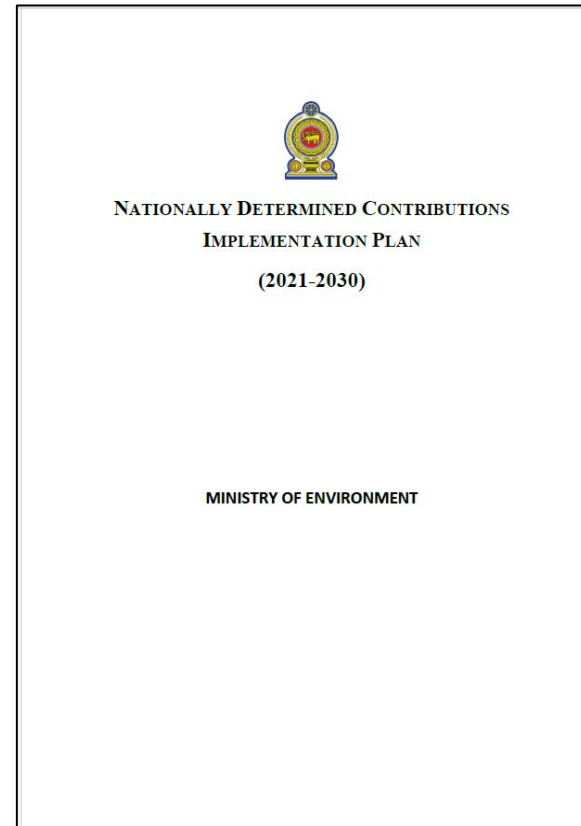 NATIONALLY DETERMINED CONTRIBUTIONS
IMPLEMENTATION PLAN
(2021-2030)
MINISTRY OF ENVIRONMENT